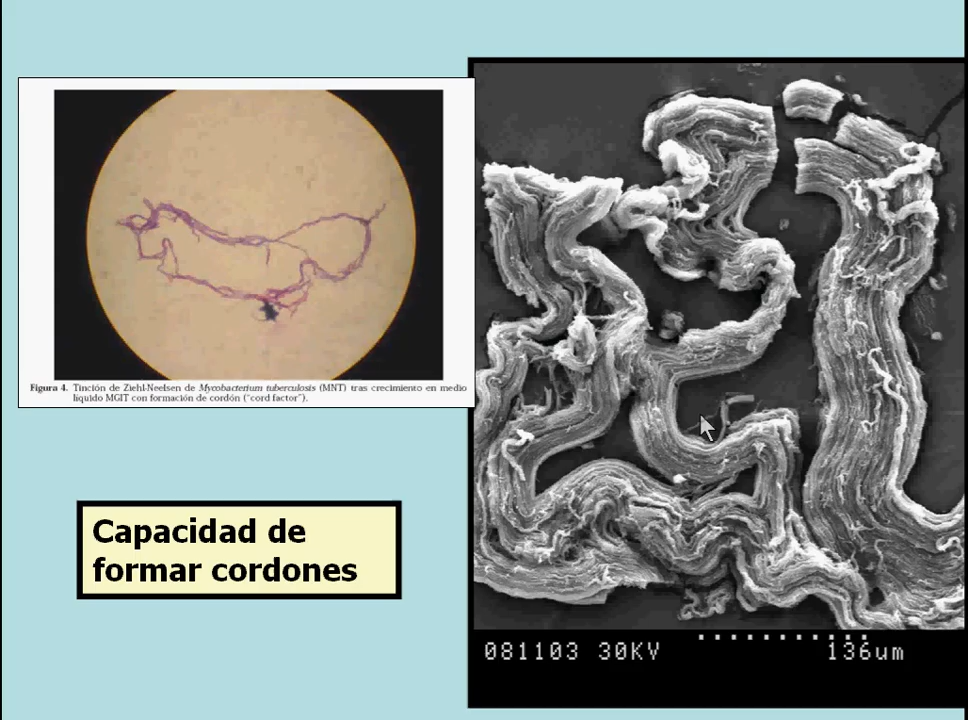 Figura 4. Tinción de Ziehl-Neelsen de Mycobacterium tuberculosis (MNT) tras crecimiento en medio
líquido MGIT con formación de cordón ("cord factor").
Capacidad de
formar cordones
081103 30KV 136um